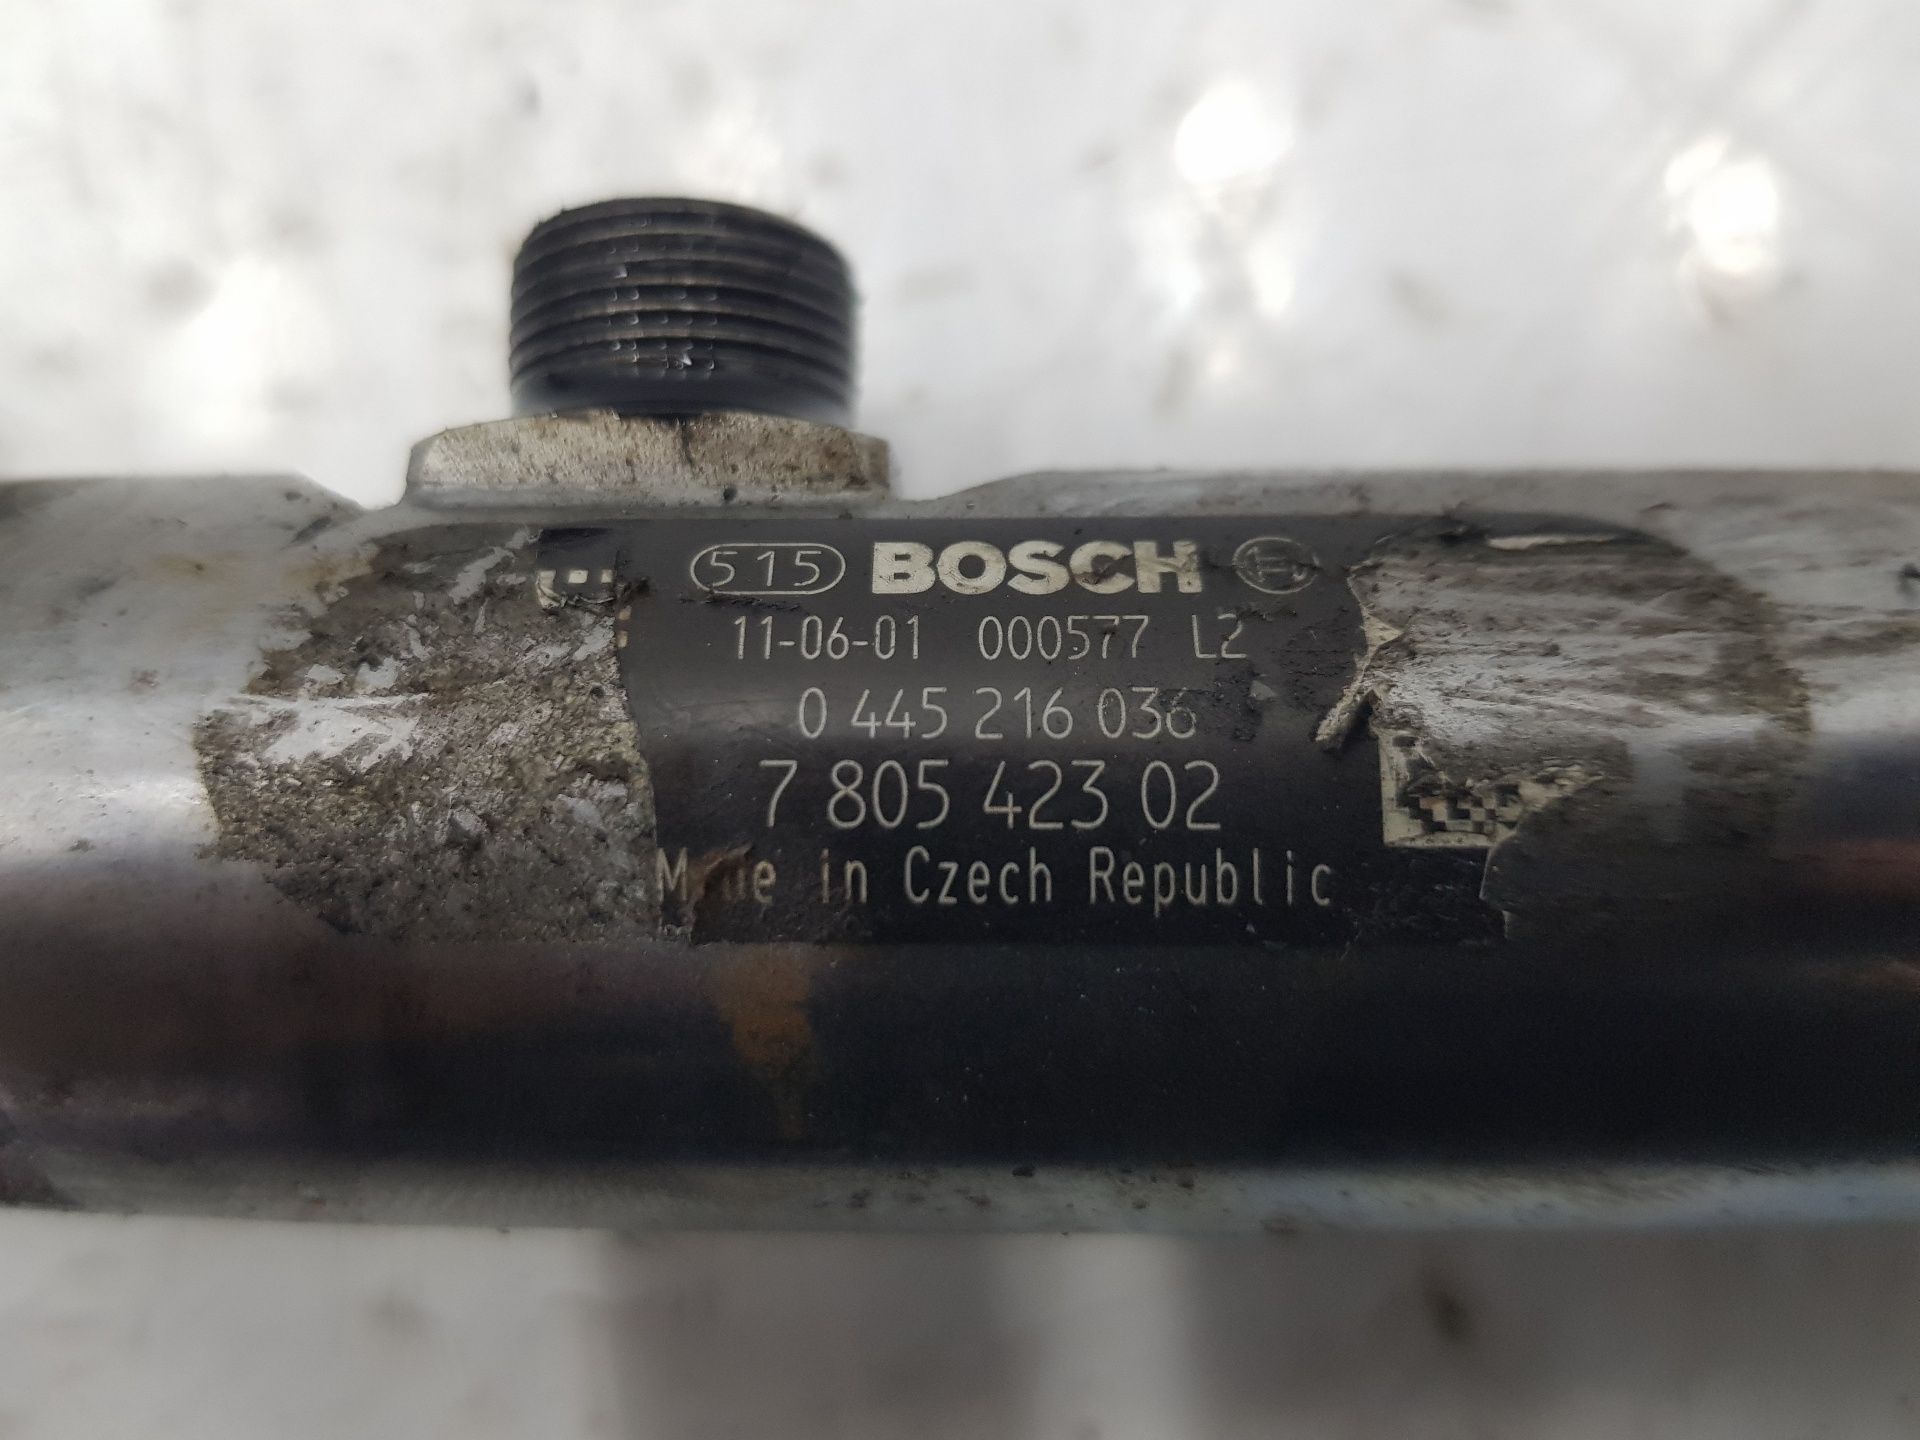 515 BOSCH
11-06-01 000577 L2
0 445 216 036
7 805 423 02
in Czech Republic